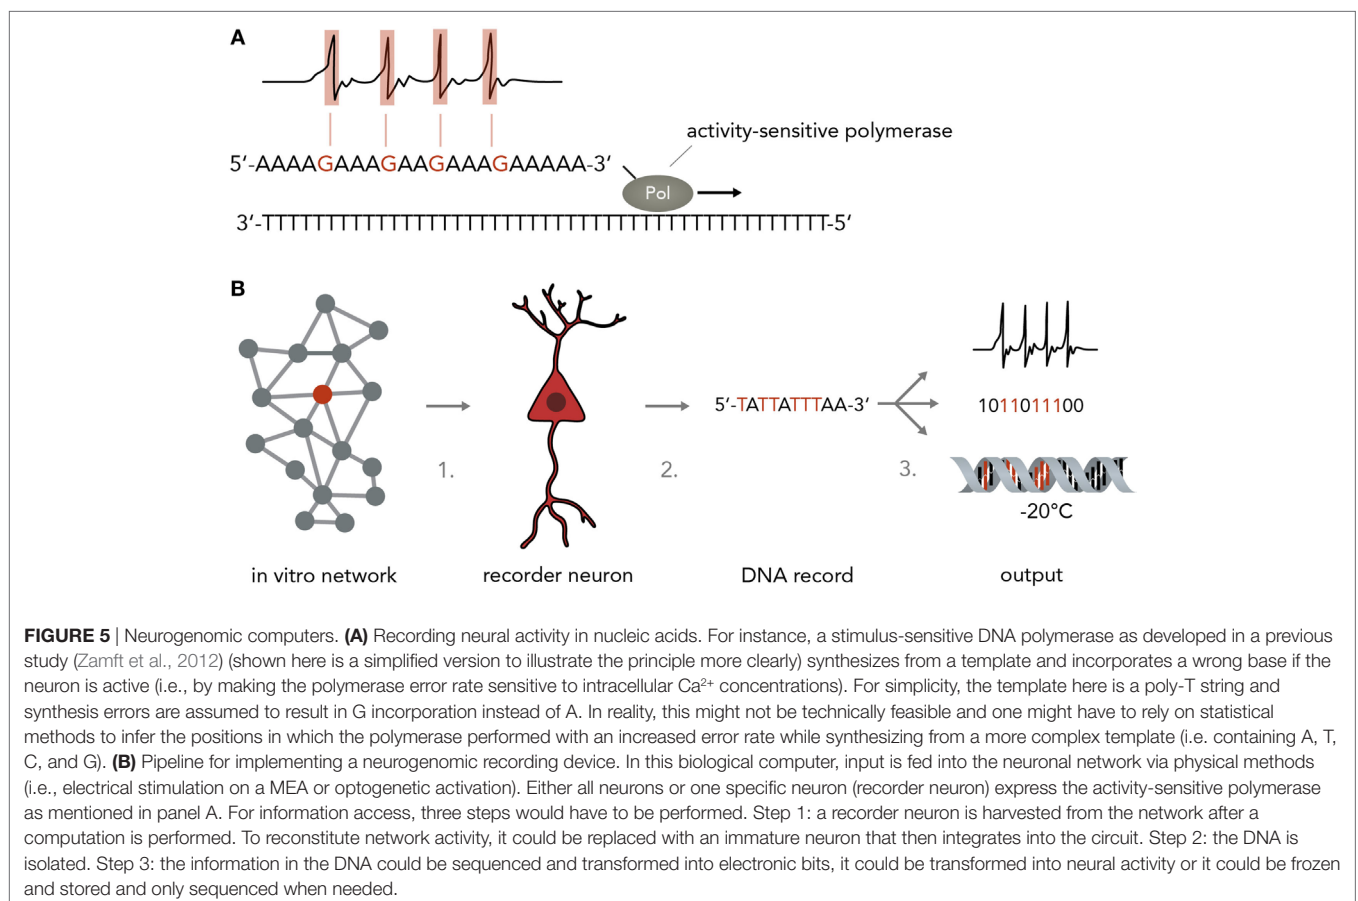 A
activity-sensitive polymerase
5'-AAAAGAAAGAAGAAAGAAAAA-3'
Pol
3'-TTTTTTTTTTTTTTTTTTTTTTTTTTTTTTTTTTTTTTTTTTT-5'
B
5'-TATTATTTAA-3'
1011011100
1.
2.
3.
-20°C
in vitro network
recorder neuron
DNA record
output
FIGURE 5 | Neurogenomic computers. (A) Recording neural activity in nucleic acids. For instance, a stimulus-sensitive DNA polymerase as developed in a previous
study (Zamft et al., 2012) (shown here is a simplified version to illustrate the principle more clearly) synthesizes from a template and incorporates a wrong base if the
neuron is active (i.e., by making the polymerase error rate sensitive to intracellular Ca²⁺ concentrations). For simplicity, the template here is a poly-T string and
synthesis errors are assumed to result in G incorporation instead of A. In reality, this might not be technically feasible and one might have to rely on statistical
methods to infer the positions in which the polymerase performed with an increased error rate while synthesizing from a more complex template (i.e. containing A, T,
C, and G). (B) Pipeline for implementing a neurogenomic recording device. In this biological computer, input is fed into the neuronal network via physical methods
(i.e., electrical stimulation on a MEA or optogenetic activation). Either all neurons or one specific neuron (recorder neuron) express the activity-sensitive polymerase
as mentioned in panel A. For information access, three steps would have to be performed. Step 1: a recorder neuron is harvested from the network after a
computation is performed. To reconstitute network activity, it could be replaced with an immature neuron that then integrates into the circuit. Step 2: the DNA is
isolated. Step 3: the information in the DNA could be sequenced and transformed into electronic bits, it could be transformed into neural activity or it could be frozen
and stored and only sequenced when needed.